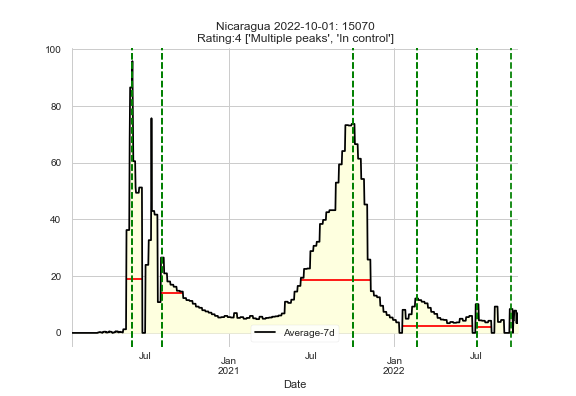 Nicaragua 2022-10-01: 15070
Rating:4 ['Multiple peaks', 'In control']
100
80
60
40
20
0
Average-7d
Jul
Jan
2021
Jul
Jan
2022
Jul
Date